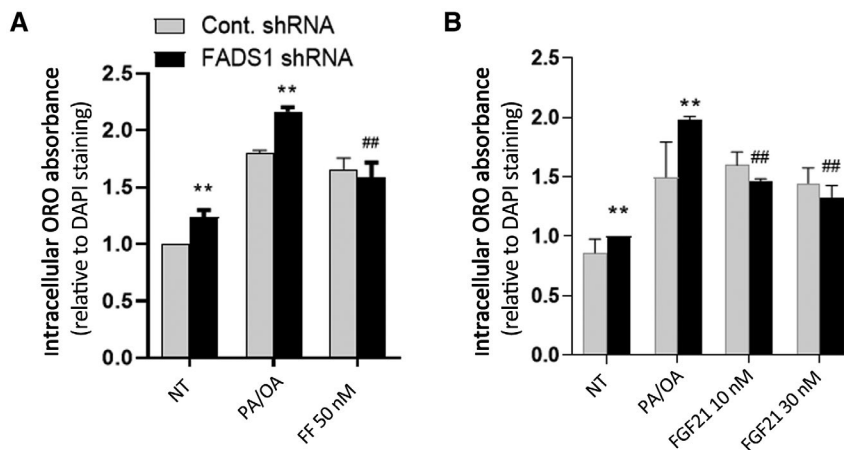 A
Cont. shRNA
FADS1 shRNA
Intracellular ORO absorbance
(relative to DAPI staining)
2.5
2.0
1.5
1.0
0.5
0.0
**
**
##
NT
PA/OA
FF 50 nM
B
Intracellular ORO absorbance
(relative to DAPI staining)
2.5
2.0
1.5
1.0
0.5
0.0
**
**
##
##
NT
PA/OA
FGF21 10 nM
FGF21 30 nM